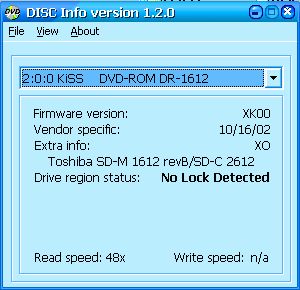 DVD DISC Info version 1.2.0
File View About
2:0:0 KiSS DVD-ROM DR-1612
Firmware version: XK00
Vendor specific: 10/16/02
Extra info: XO
Toshiba SD-M 1612 revB/SD-C 2612
Drive region status: No Lock Detected
Read speed: 48x Write speed: n/a